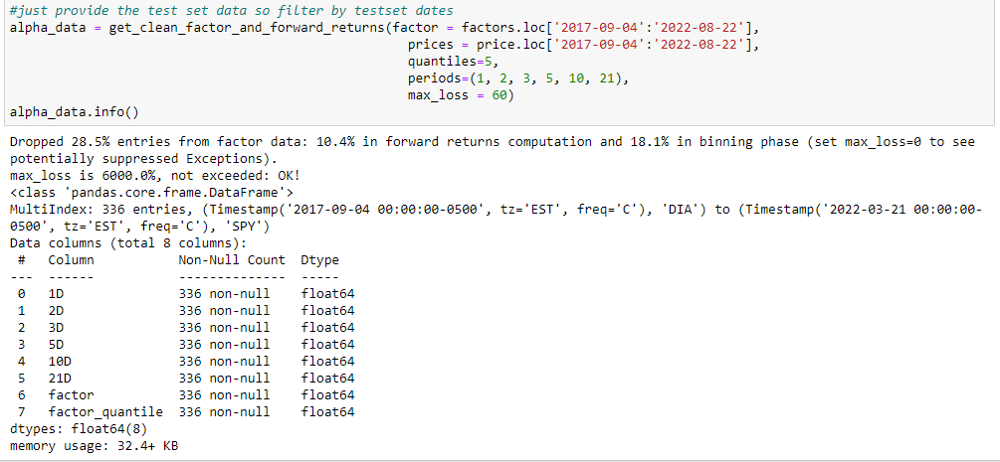 #just provide the test set data so filter by testset dates
alpha_data = get_clean_factor_and_forward_returns(factor = factors.loc['2017-09-04':'2022-08-22'],
prices = price.loc['2017-09-04':'2022-08-22'],
quantiles=5,
periods=(1, 2, 3, 5, 10, 21),
max_loss = 60)
alpha_data.info()
Dropped 28.5% entries from factor data: 10.4% in forward returns computation and 18.1% in binning phase (set max_loss=0 to see
potentially suppressed Exceptions).
max_loss is 6000.0%, not exceeded: OK!
<class 'pandas.core.frame.DataFrame'>
MultiIndex: 336 entries, (Timestamp('2017-09-04 00:00:00-0500', tz='EST', freq='C'), 'DIA') to (Timestamp('2022-03-21 00:00:00-
0500', tz='EST', freq='C'), 'SPY')
Data columns (total 8 columns):
#   Column           Non-Null Count  Dtype
---  ------           --------------  -----
0   1D               336 non-null    float64
1   2D               336 non-null    float64
2   3D               336 non-null    float64
3   5D               336 non-null    float64
4   10D              336 non-null    float64
5   21D              336 non-null    float64
6   factor           336 non-null    float64
7   factor_quantile  336 non-null    float64
dtypes: float64(8)
memory usage: 32.4+ KB